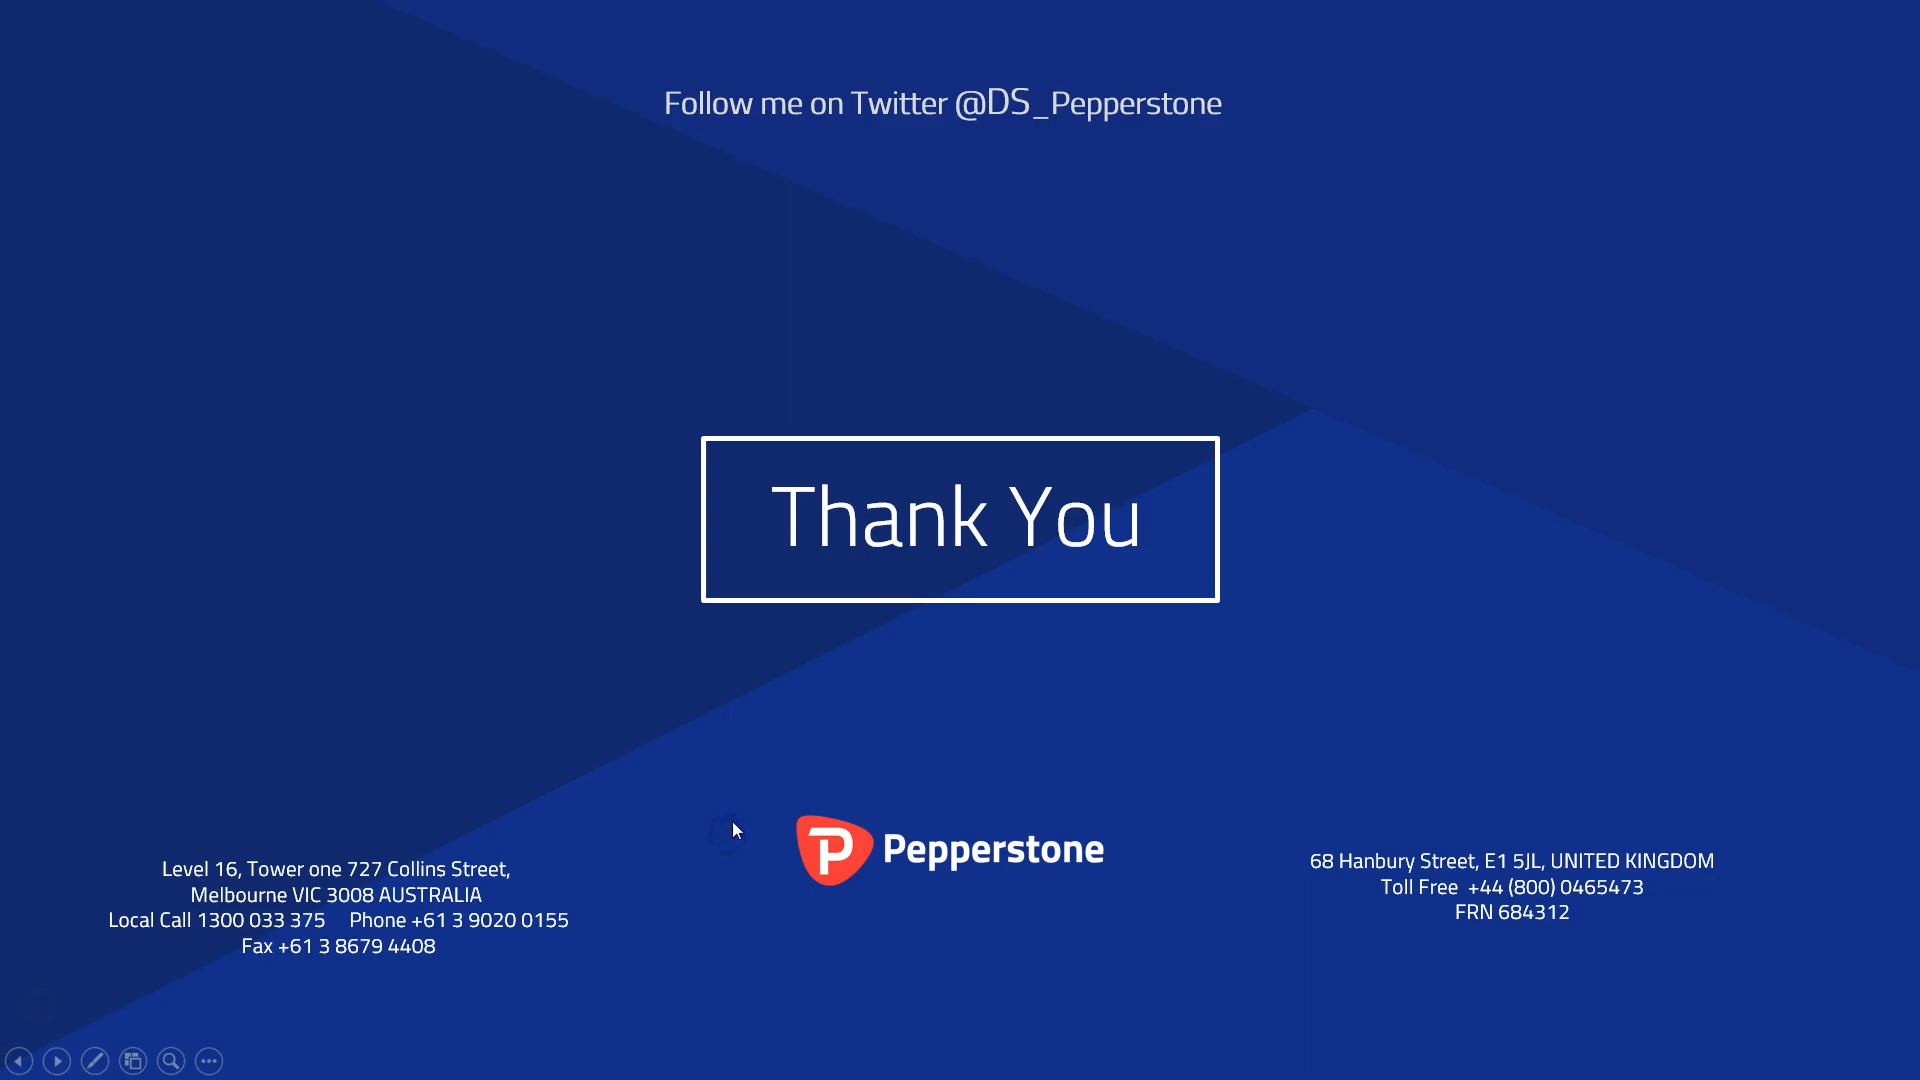 Follow me on Twitter @DS_Pepperstone
Thank You
Pepperstone
Level 16, Tower one 727 Collins Street,
Melbourne VIC 3008 AUSTRALIA
Local Call 1300 033 375 Phone +61 3 9020 0155
Fax +61 3 8679 4408
68 Hanbury Street, E1 5JL, UNITED KINGDOM
Toll Free +44 (800) 0465473
FRN 684312